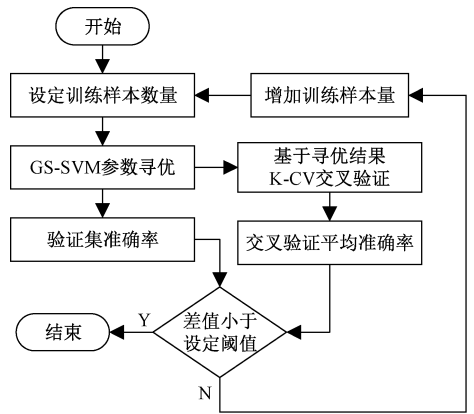 开始
设定训练样本数量
增加训练样本量
GS-SVM参数寻优
基于寻优结果
K-CV交叉验证
验证集准确率
交叉验证平均准确率
差值小于
设定阈值
Y
结束
N